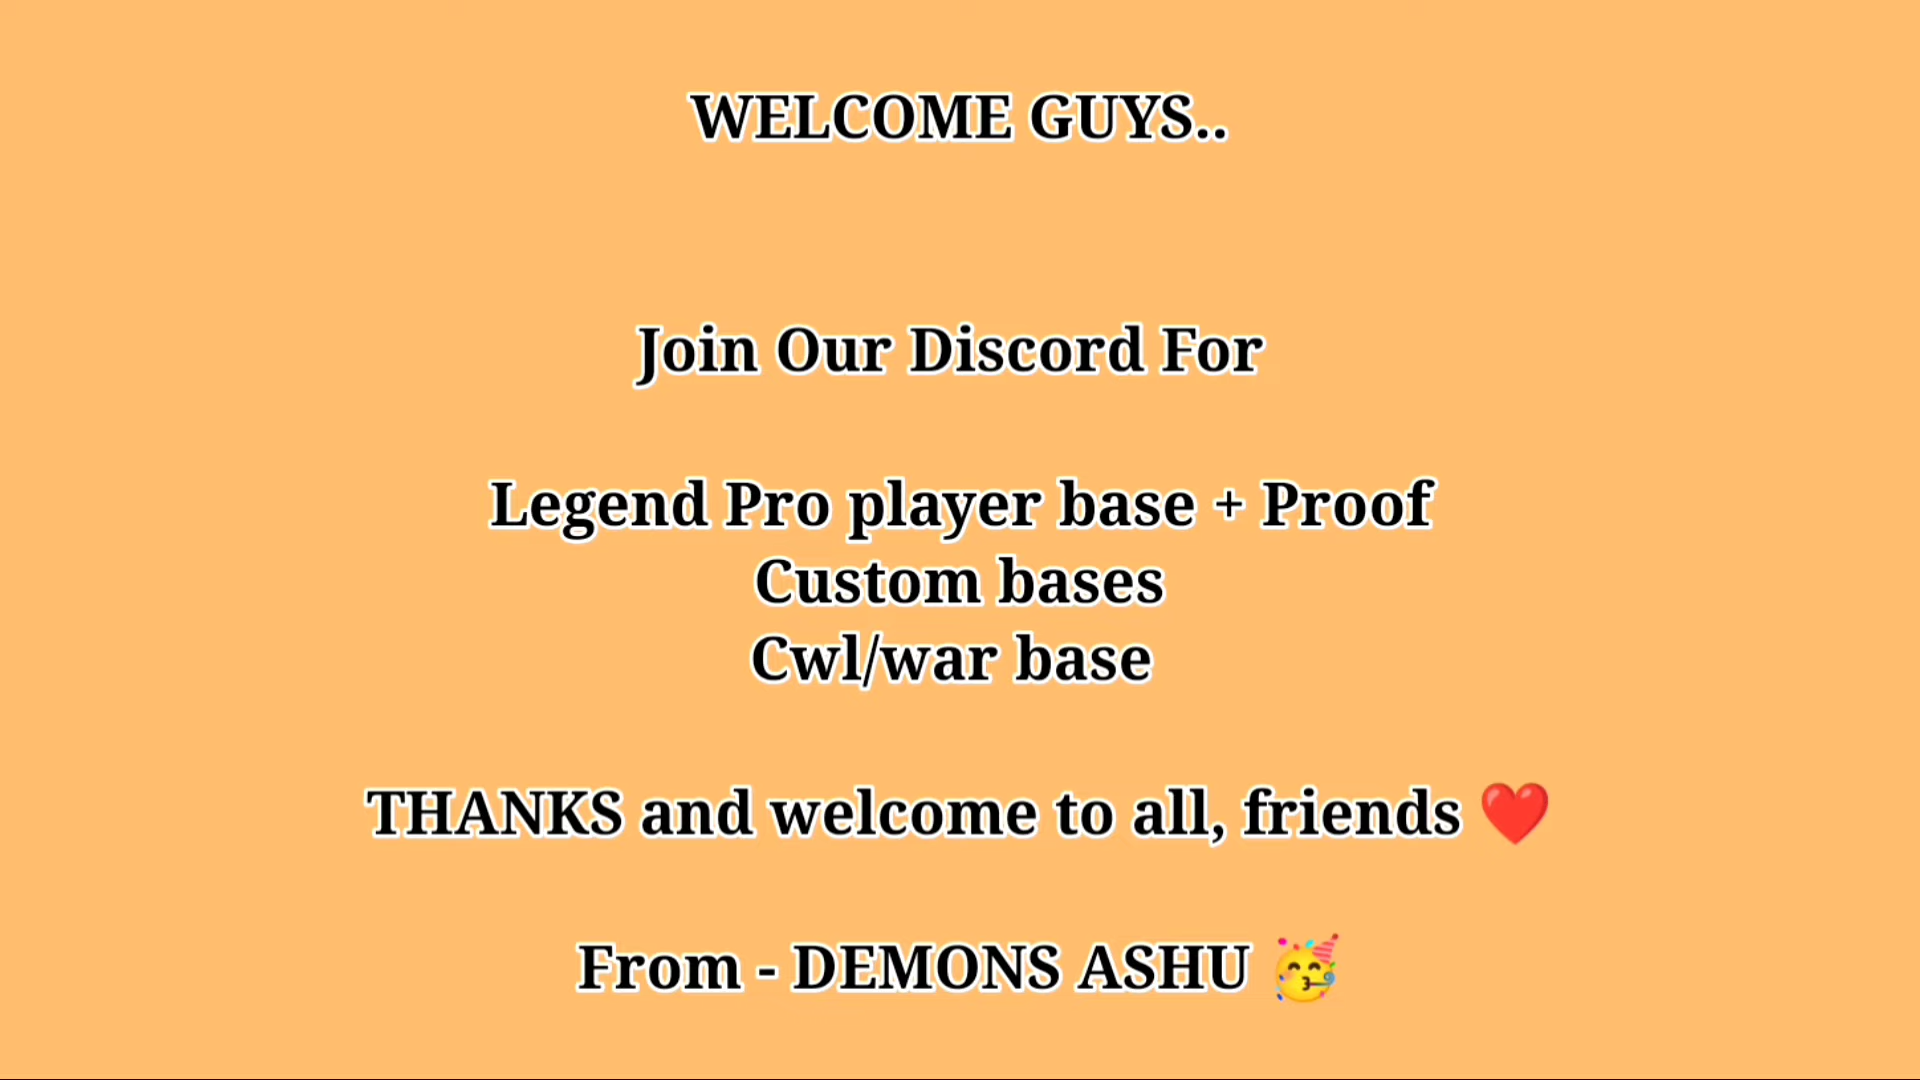 WELCOME GUYS..
Join Our Discord For
Legend Pro player base + Proof
Custom bases
Cwl/war base
THANKS and welcome to all, friends ❤️
From - DEMONS ASHU 🥳